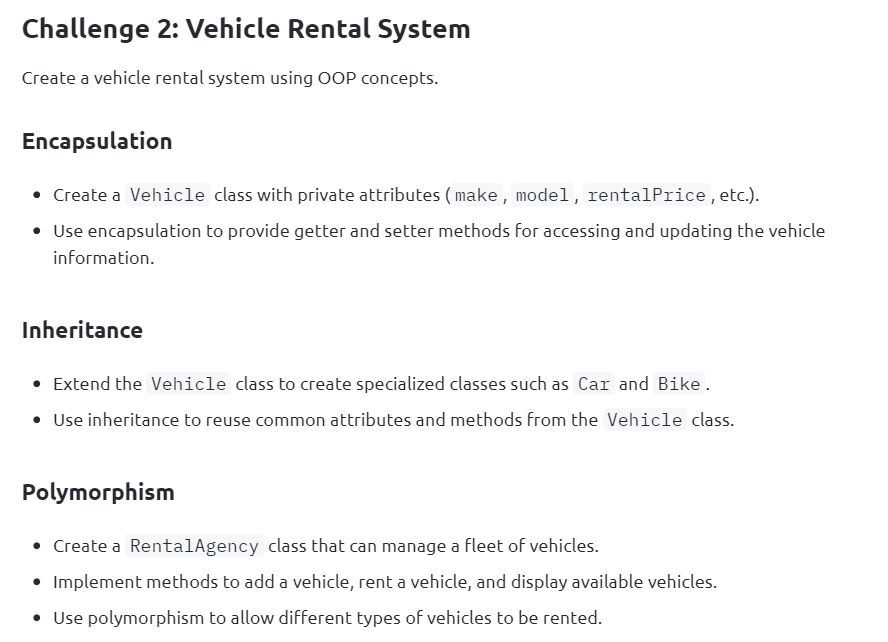 Challenge 2: Vehicle Rental System
Create a vehicle rental system using OOP concepts.
Encapsulation
• Create a Vehicle class with private attributes ( make , model , rentalPrice , etc.).
• Use encapsulation to provide getter and setter methods for accessing and updating the vehicle
information.
Inheritance
• Extend the Vehicle class to create specialized classes such as Car and Bike .
• Use inheritance to reuse common attributes and methods from the Vehicle class.
Polymorphism
• Create a RentalAgency class that can manage a fleet of vehicles.
• Implement methods to add a vehicle, rent a vehicle, and display available vehicles.
• Use polymorphism to allow different types of vehicles to be rented.